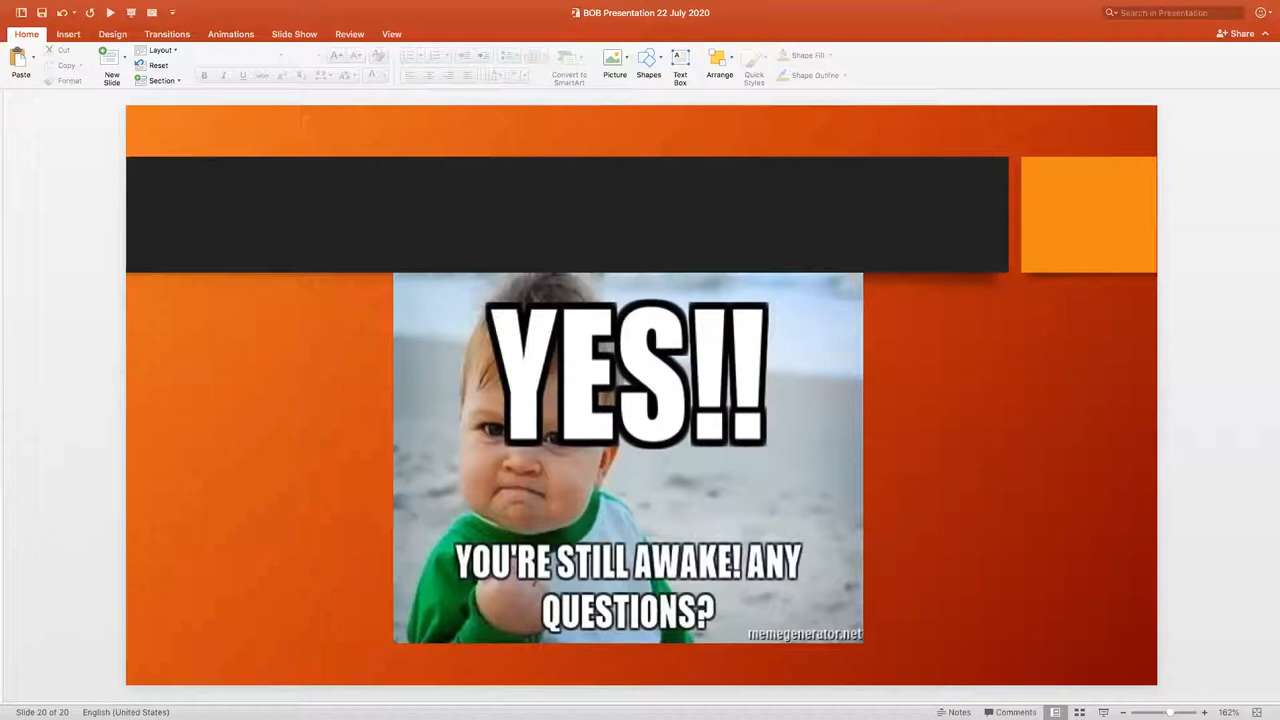 BOB Presentation 22 July 2020
Search in Presentation
Home Insert Design Transitions Animations Slide Show Review View
Share
Paste
Cut
Copy
Format
New
Slide
Layout
Reset
Section
B I U abc
Convert to
SmartArt
Picture
Shapes
Text
Box
Arrange
Quick
Styles
Shape Fill
Shape Outline
YES!!
YOU'RE STILL AWAKE! ANY
QUESTIONS?
memegenerator.net
Slide 20 of 20 English (United States)
Notes Comments 162%